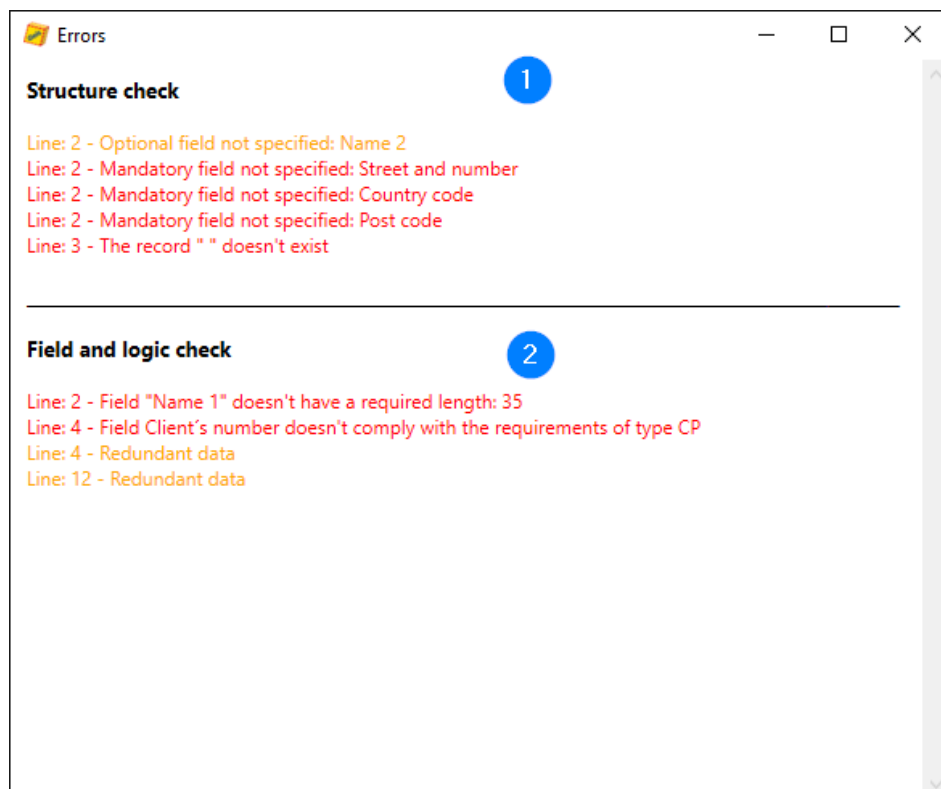 Errors
1
Structure check
Line: 2 - Optional field not specified: Name 2
Line: 2 - Mandatory field not specified: Street and number
Line: 2 - Mandatory field not specified: Country code
Line: 2 - Mandatory field not specified: Post code
Line: 3 - The record " " doesn't exist
2
Field and logic check
Line: 2 - Field "Name 1" doesn't have a required length: 35
Line: 4 - Field Client´s number doesn't comply with the requirements of type CP
Line: 4 - Redundant data
Line: 12 - Redundant data